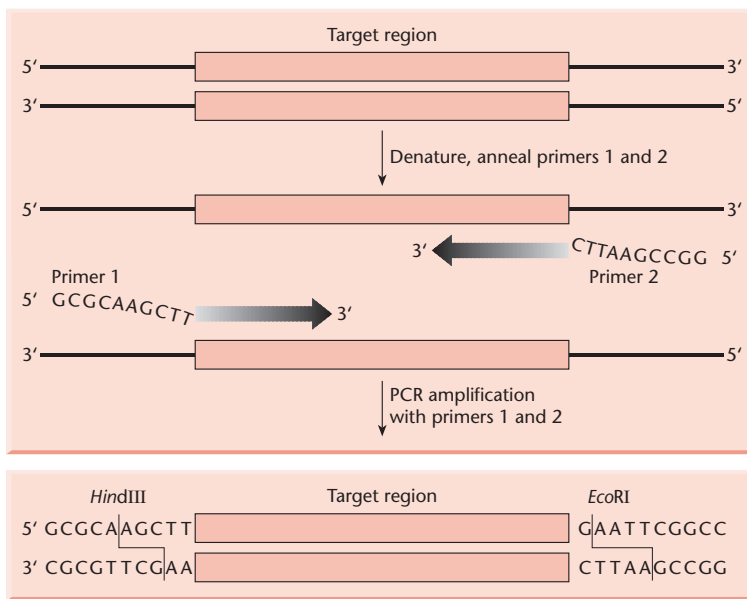 Target region
5′ 3′
3′ 5′
Denature, anneal primers 1 and 2
5′ 3′
3′ CTTAAGCCGG 5′
Primer 1 Primer 2
5′ GCGCAAGCTT 3′
3′ 5′
PCR amplification
with primers 1 and 2
HindIII Target region EcoRI
5′ GCGCAAGCTT GAATTCGGCC
3′ CGCGTTCGAA CTTAAGCCGG